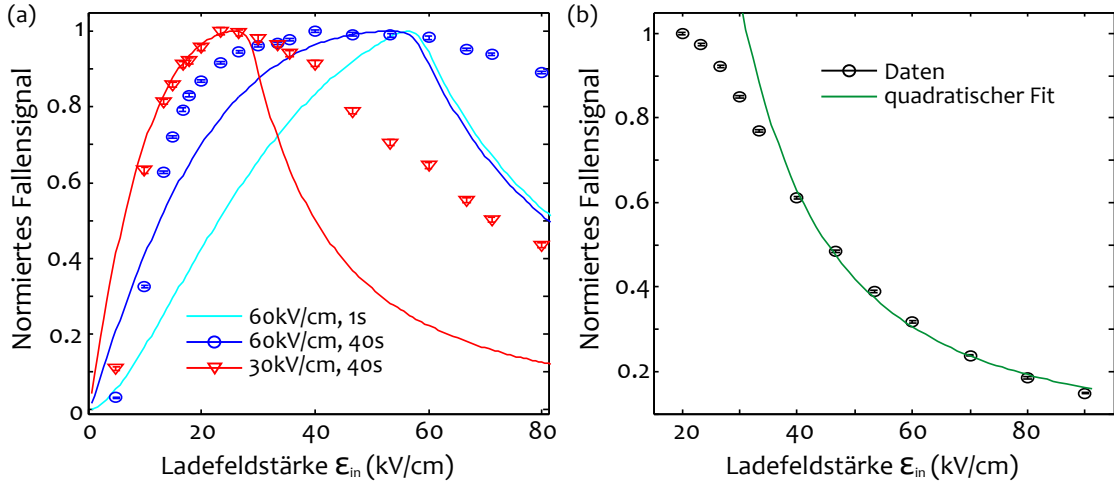 (a)
Normiertes Fallensignal
1
0.8
0.6
0.4
0.2
0
0
20
40
60
80
60kV/cm, 1s
60kV/cm, 40s
30kV/cm, 40s
Ladefeldstärke Ɛin (kV/cm)
(b)
Normiertes Fallensignal
1
0.8
0.6
0.4
0.2
20
40
60
80
Daten
quadratischer Fit
Ladefeldstärke Ɛin (kV/cm)